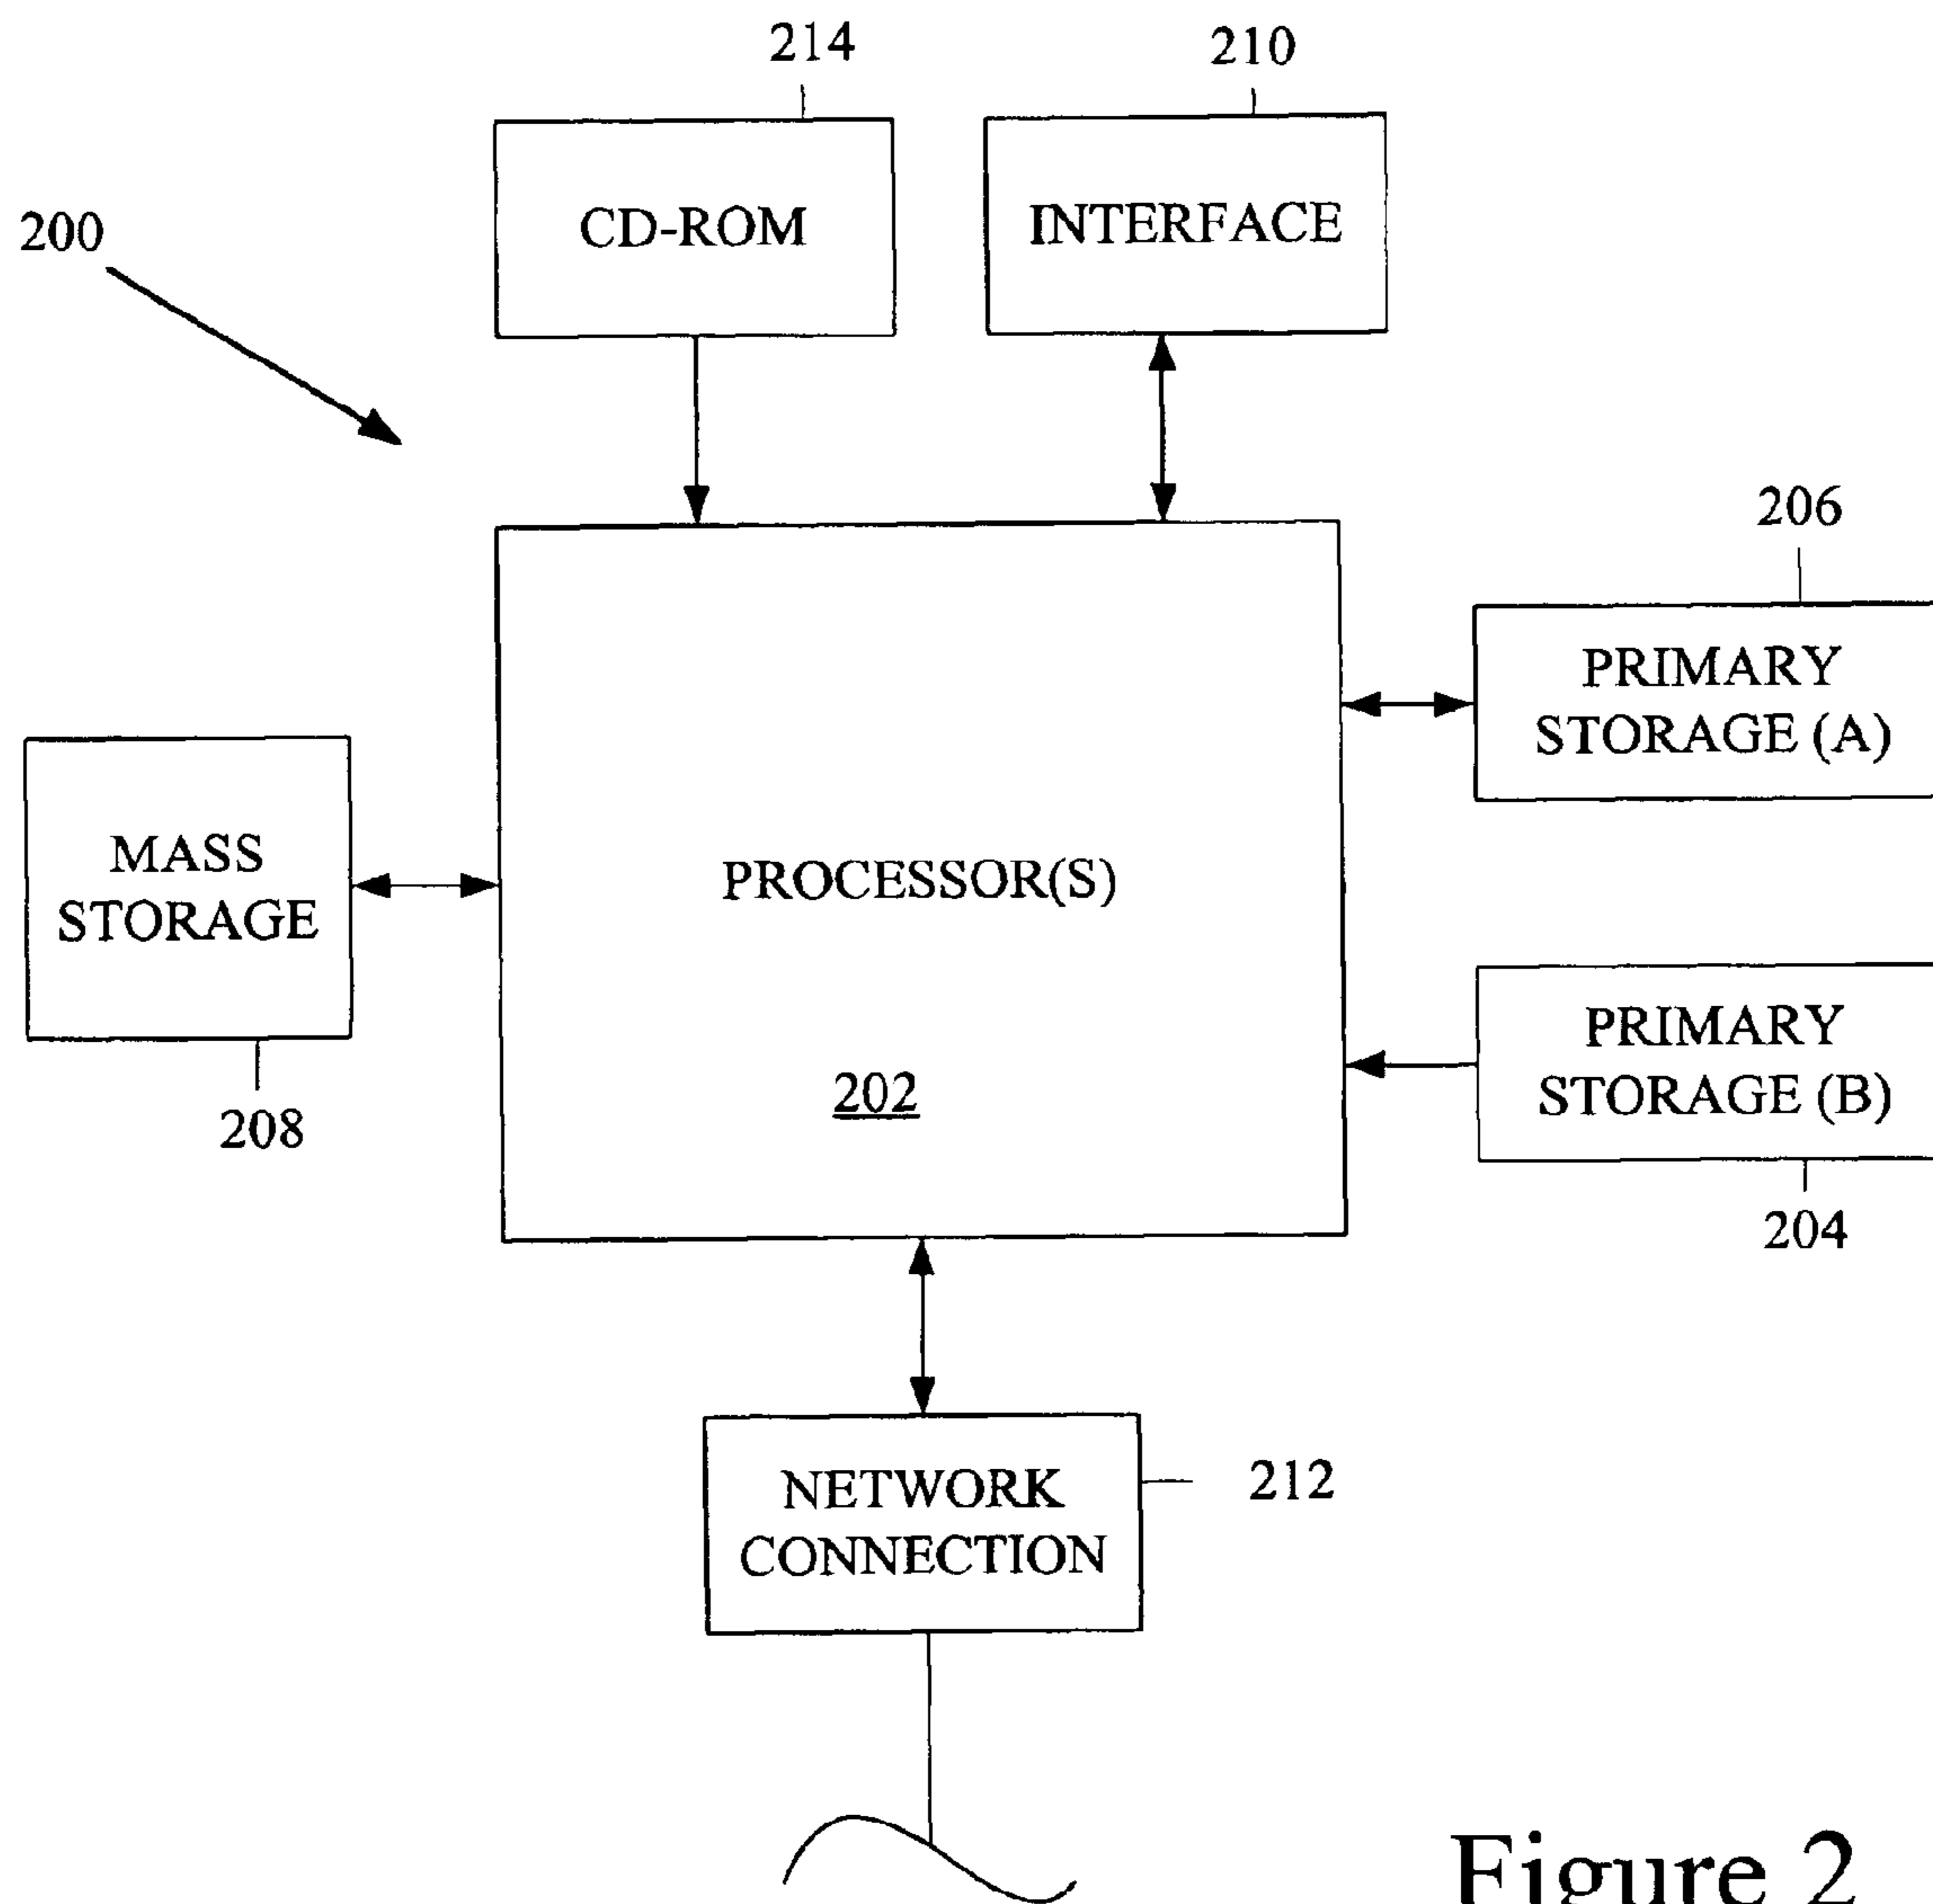 214
210
200
CD-ROM
INTERFACE
206
PRIMARY
STORAGE (A)
MASS
STORAGE
PROCESSOR(S)
PRIMARY
STORAGE (B)
202
208
204
NETWORK
CONNECTION
212
Figure 2